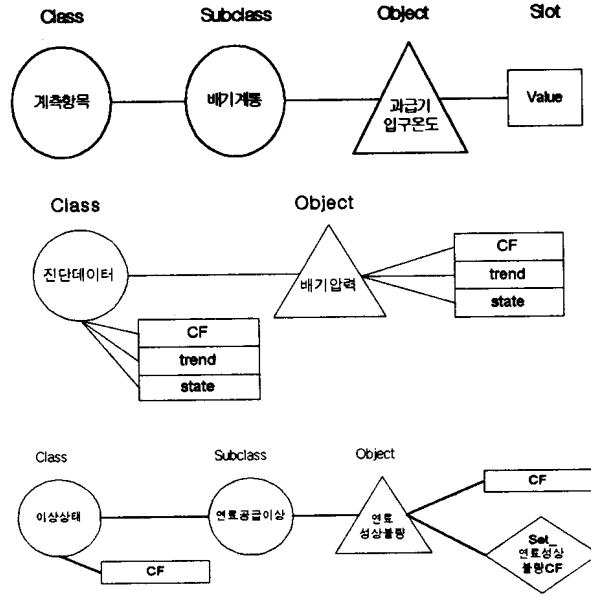 Class Subclass Object Slot
계측항목
배기계통
과급기
입구온도
Value
Class Object
진단데이터
배기압력
CF
trend
state
CF
trend
state
Class Subclass Object
이상상태
연료공급이상
연료
성상불량
CF
CF
Set_
연료성상
불량CF